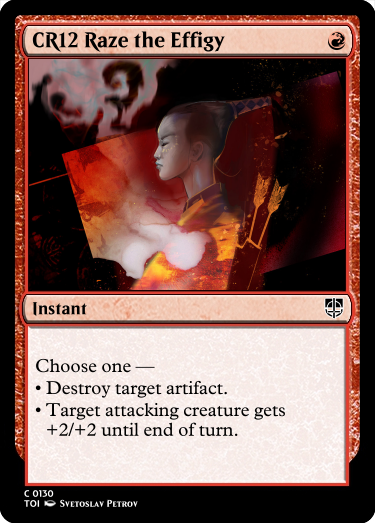 CR12 Raze the Effigy
Instant
Choose one —
• Destroy target artifact.
• Target attacking creature gets
+2/+2 until end of turn.
C 0130
TOI Svetoslav Petrov